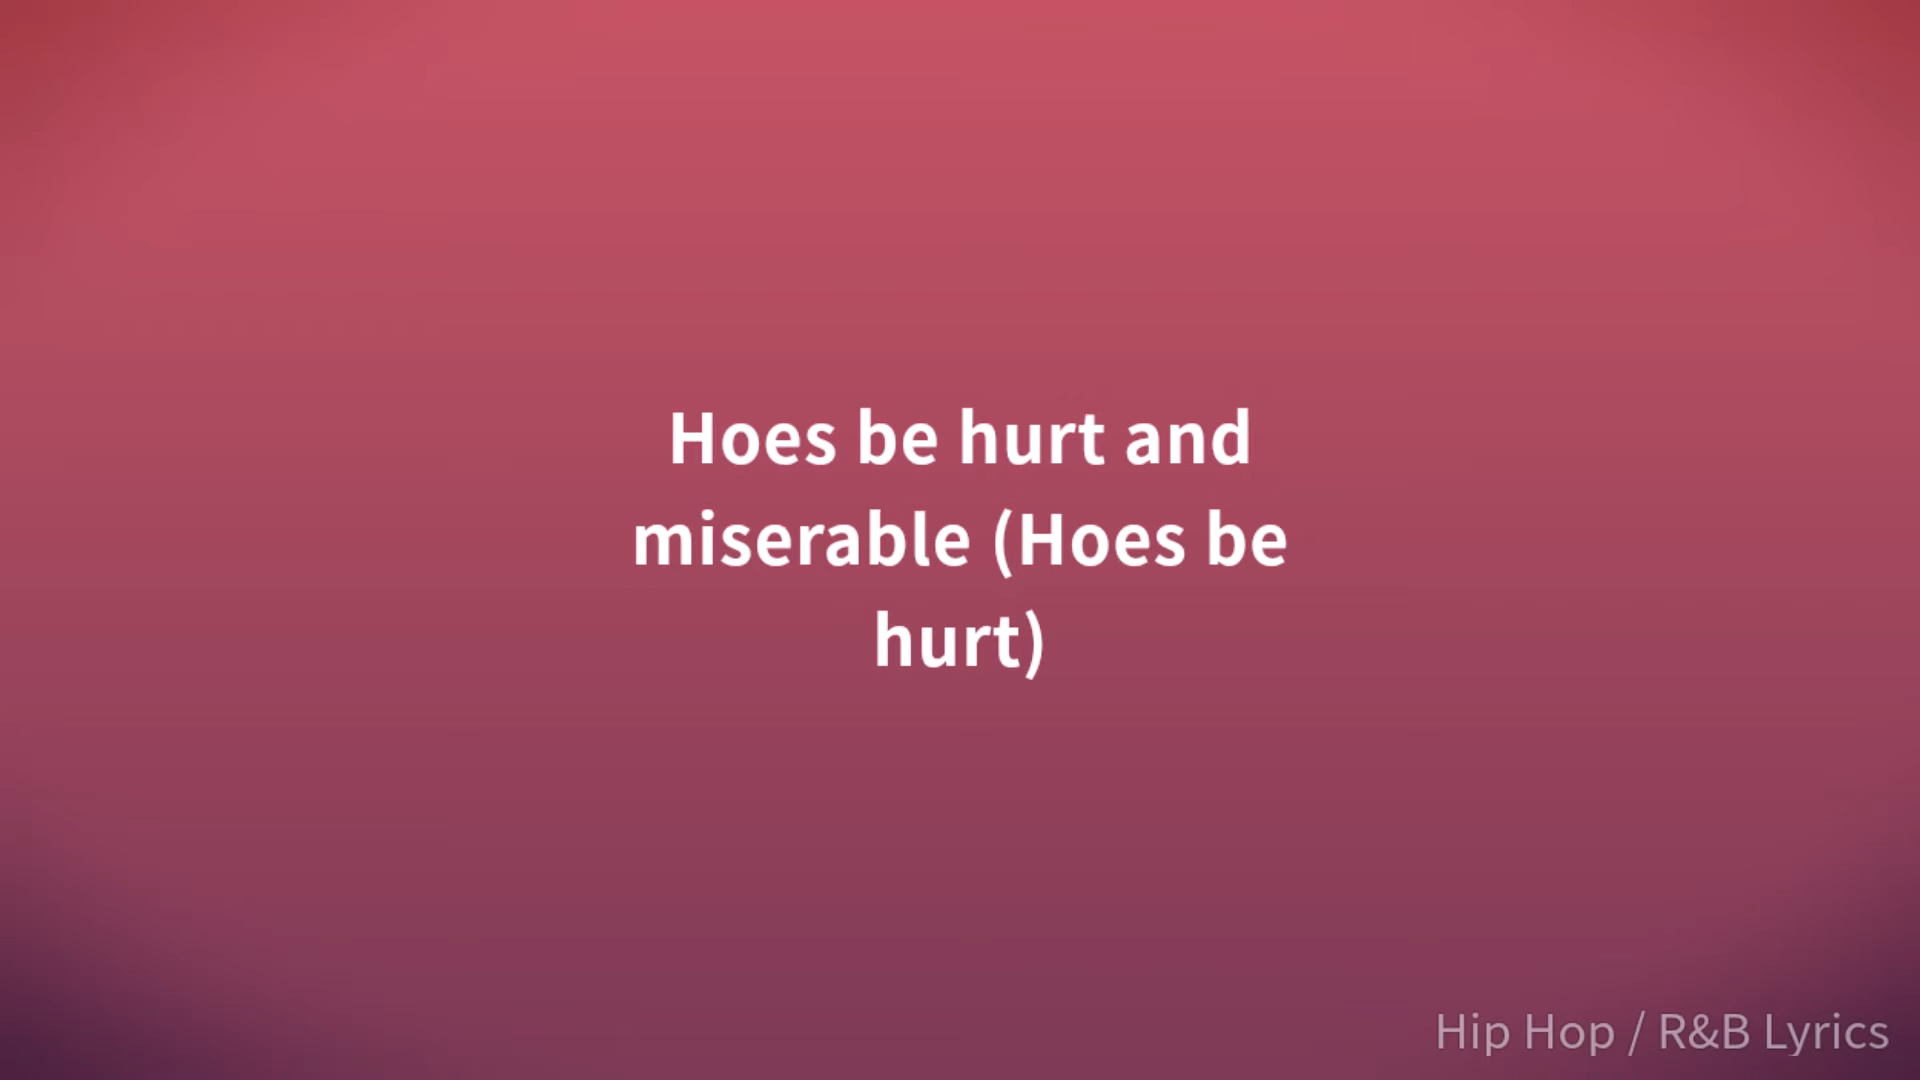 Hoes be hurt and
miserable (Hoes be
hurt)
Hip Hop / R&B Lyrics